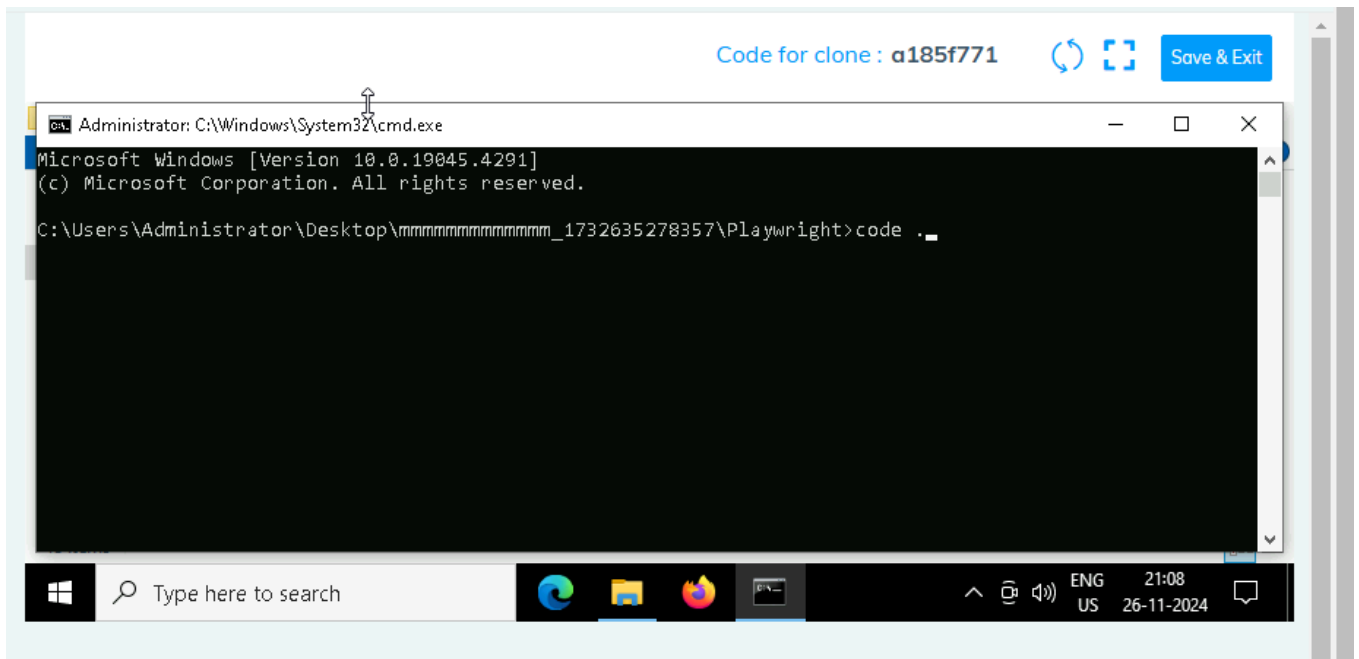 Code for clone : a185f771
Save & Exit
Administrator: C:\Windows\System32\cmd.exe
Microsoft Windows [Version 10.0.19045.4291]
(c) Microsoft Corporation. All rights reserved.
C:\Users\Administrator\Desktop\mmmmmmmmmmmmm_1732635278357\Playwright>code .
Type here to search
ENG
US
21:08
26-11-2024